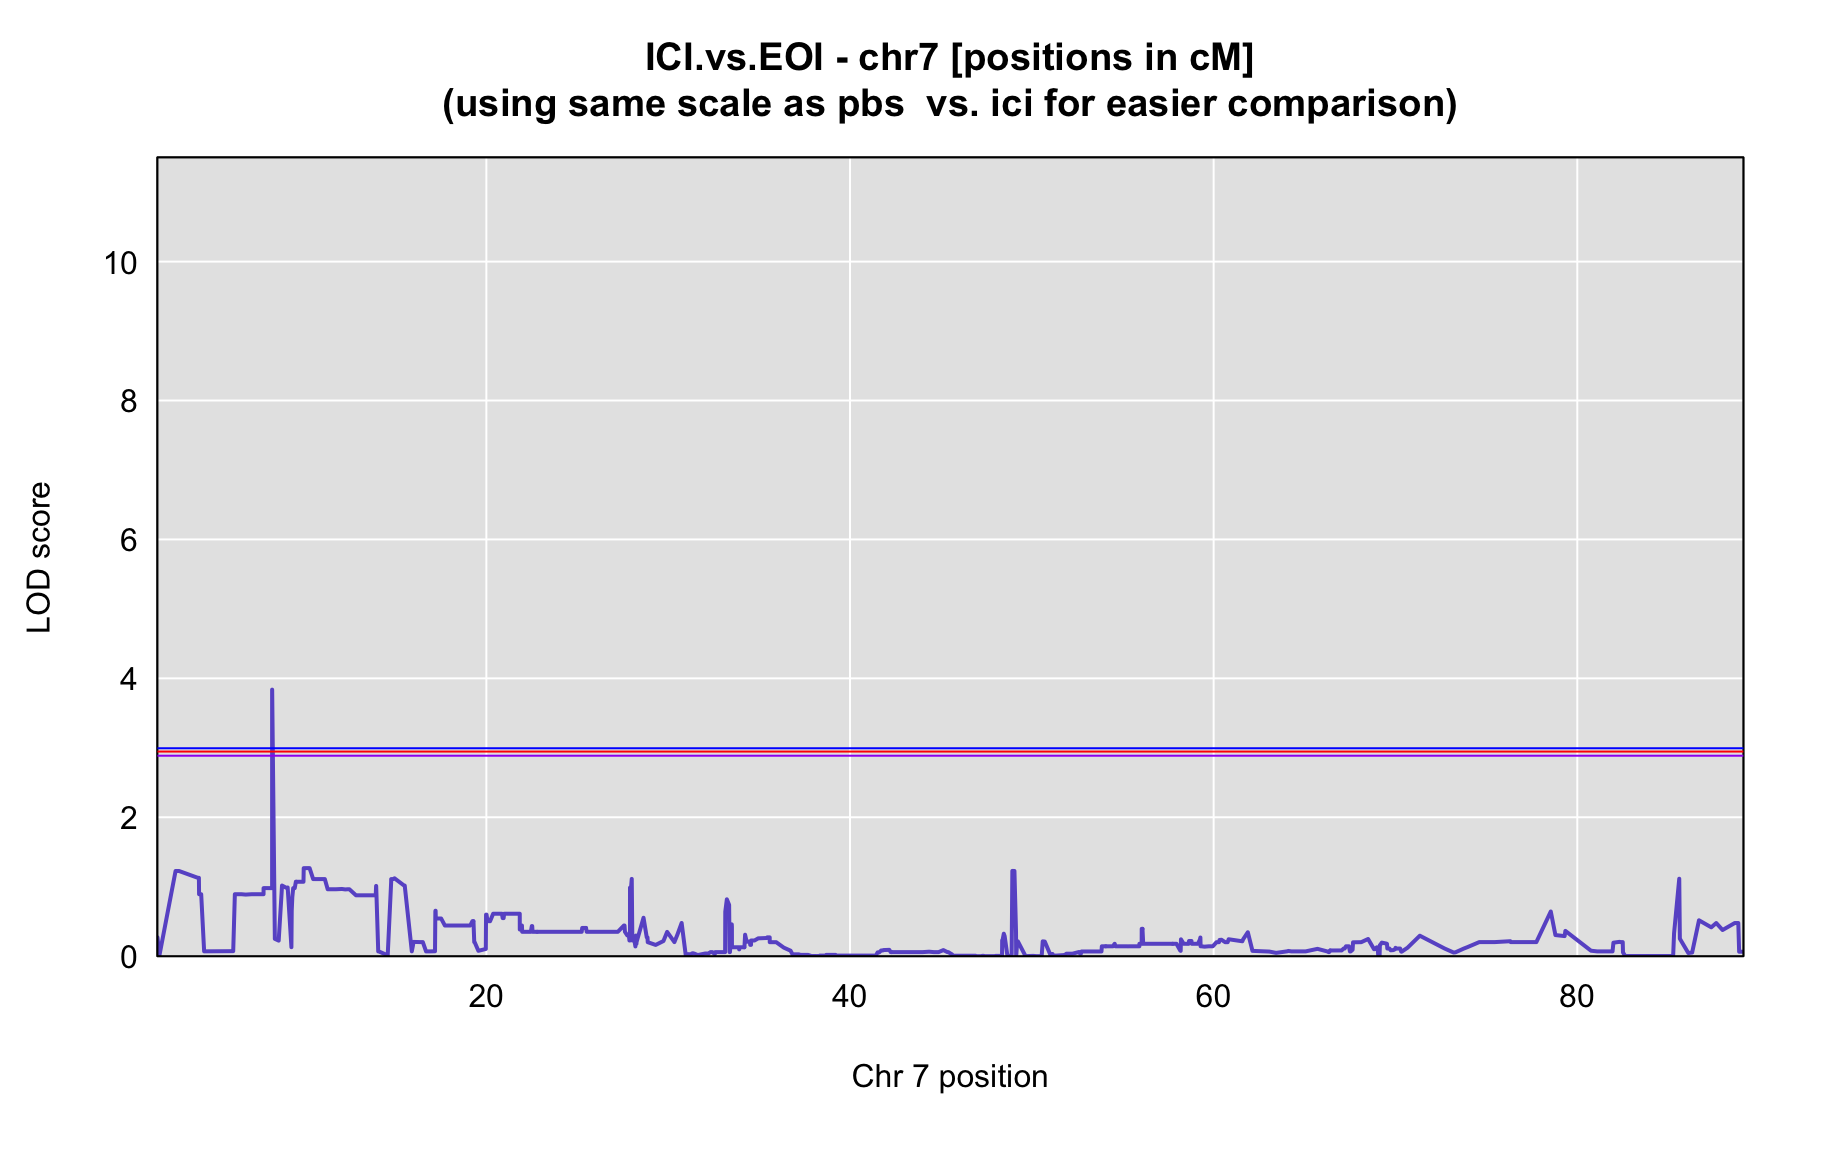 ICI.vs.EOI - chr7 [positions in cM]
(using same scale as pbs  vs. ici for easier comparison)
10
8
6
4
2
0
LOD score
20 40 60 80
Chr 7 position